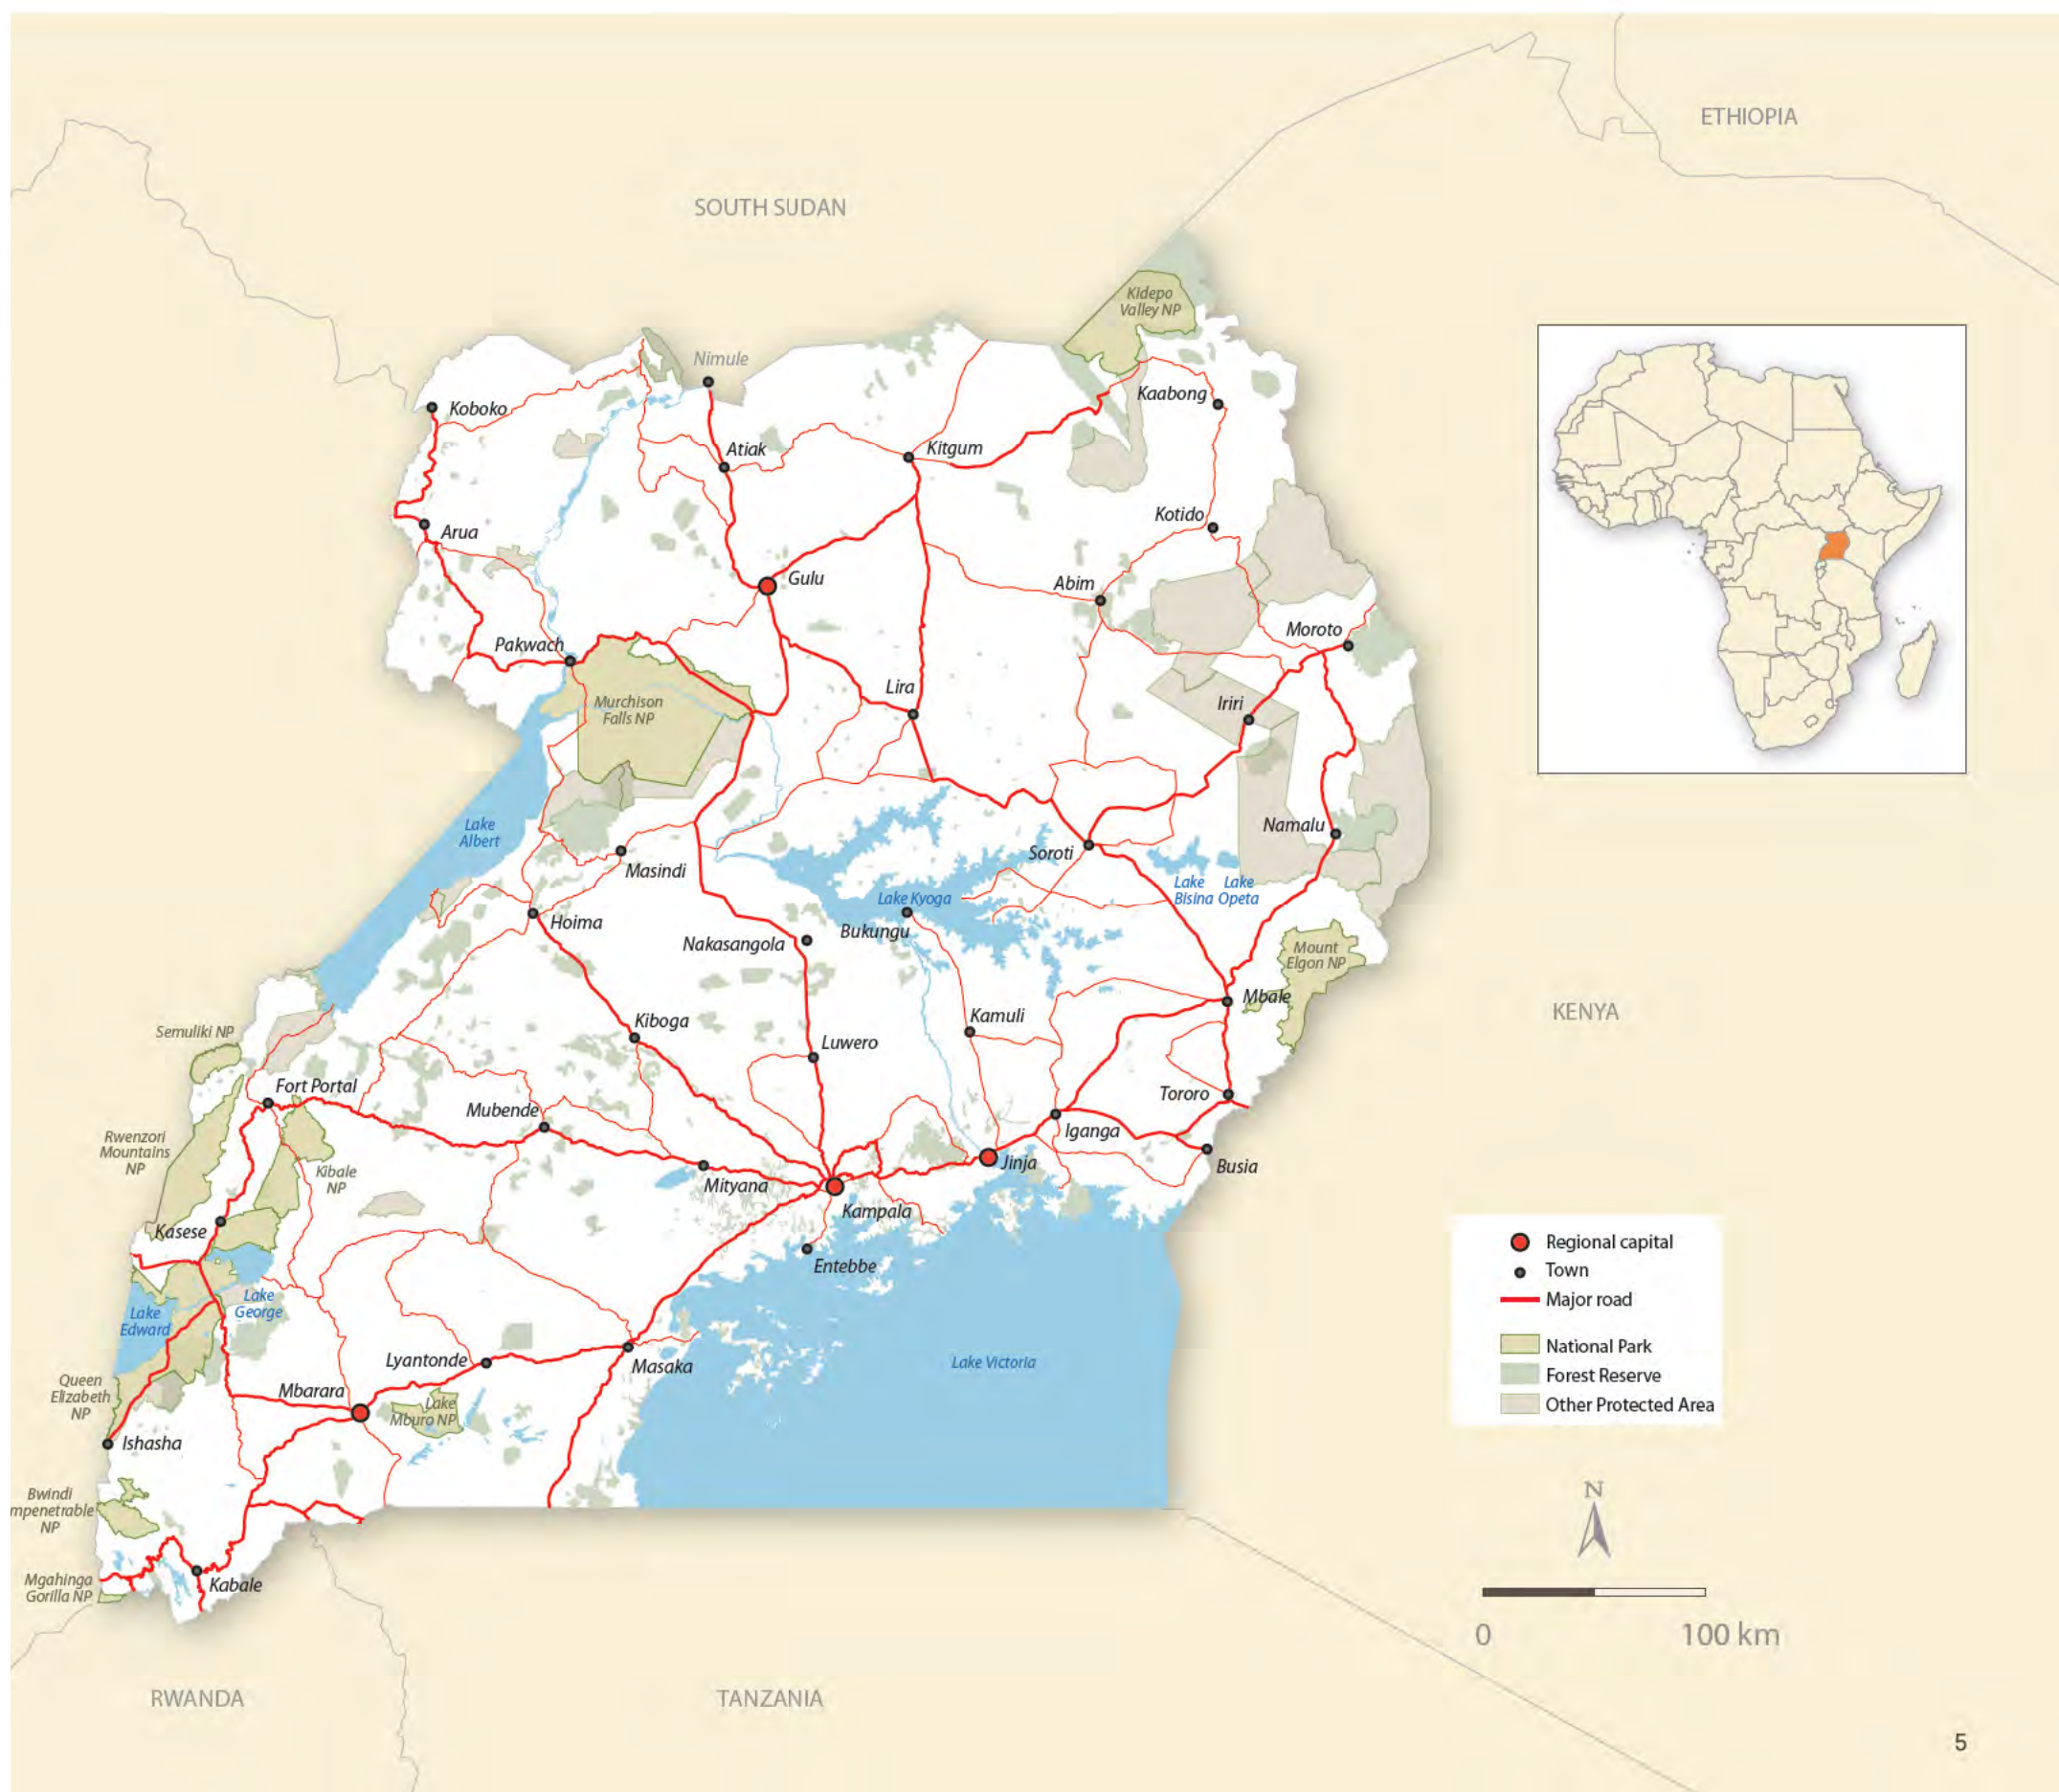 ETHIOPIA
SOUTH SUDAN
Kidepo
Valley NP
Nimule
Koboko
Kaabong
Atiak
Kitgum
Arua
Kotido
Gulu
Abim
Pakwach
Moroto
Lira
Murchison
Falls NP
Iriri
Lake
Albert
Namalu
Soroti
Masindi
Lake
Bisina
Lake
Opeta
Lake Kyoga
Hoima
Bukungu
Nakasangola
Mount
Elgon NP
Mbale
KENYA
Semuliki NP
Kiboga
Kamuli
Luwero
Fort Portal
Mubende
Tororo
Iganga
Rwenzori
Mountains
NP
Kibale
NP
Mityana
Jinja
Busia
Kampala
Kasese
Entebbe
Lake
George
Lake
Edward
Lyantonde
Masaka
Lake Victoria
Queen
Elizabeth
NP
Mbarara
Lake
Mburo NP
Ishasha
Bwindi
mpenetrable
NP
Mgahinga
Gorilla NP
Kabale
RWANDA
TANZANIA
Regional capital
Town
Major road
National Park
Forest Reserve
Other Protected Area
N
0
100 km
5